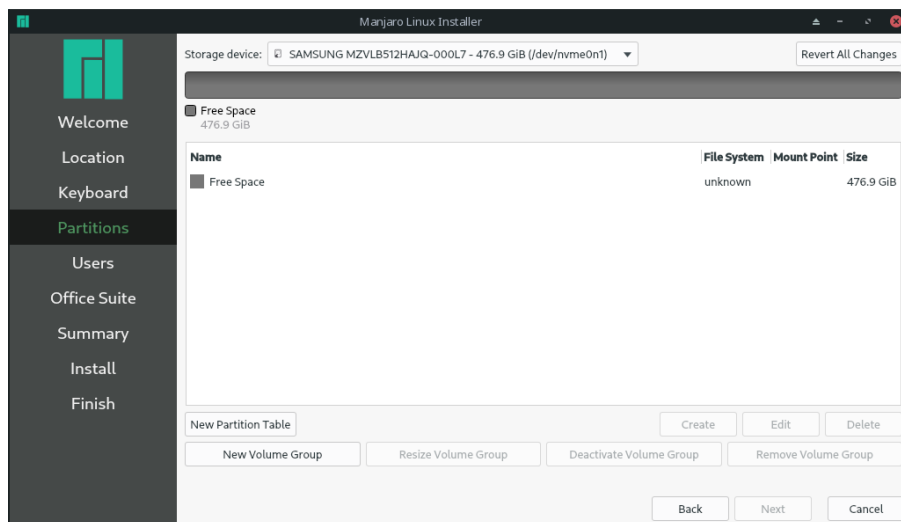 Manjaro Linux Installer
Storage device: SAMSUNG MZVLB512HAJQ-000L7 - 476.9 GiB (/dev/nvme0n1) Revert All Changes
Free Space
476.9 GiB
Welcome
Location
Keyboard
Partitions
Users
Office Suite
Summary
Install
Finish
Name File System Mount Point Size
Free Space unknown 476.9 GiB
New Partition Table Create Edit Delete
New Volume Group Resize Volume Group Deactivate Volume Group Remove Volume Group
Back Next Cancel